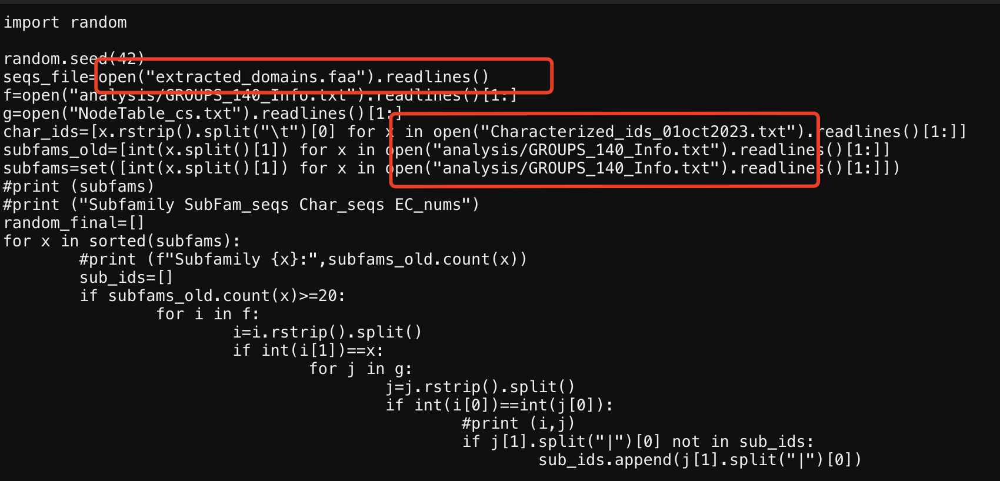 import random
random.seed(42)
seqs_file=open("extracted_domains.faa").readlines()
f=open("analysis/GROUPS_140_Info.txt").readlines()[1:]
g=open("NodeTable_cs.txt").readlines()[1:]
char_ids=[x.rstrip().split("\t")[0] for x in open("Characterized_ids_01oct2023.txt").readlines()[1:]]
subfams_old=[int(x.split()[1]) for x in open("analysis/GROUPS_140_Info.txt").readlines()[1:]]
subfams=set([int(x.split()[1]) for x in open("analysis/GROUPS_140_Info.txt").readlines()[1:]])
#print (subfams)
#print ("Subfamily SubFam_seqs Char_seqs EC_nums")
random_final=[]
for x in sorted(subfams):
        #print (f"Subfamily {x}:",subfams_old.count(x))
        sub_ids=[]
        if subfams_old.count(x)>=20:
                for i in f:
                        i=i.rstrip().split()
                        if int(i[1])==x:
                                for j in g:
                                        j=j.rstrip().split()
                                        if int(i[0])==int(j[0]):
                                                #print (i,j)
                                                if j[1].split("|")[0] not in sub_ids:
                                                        sub_ids.append(j[1].split("|")[0])